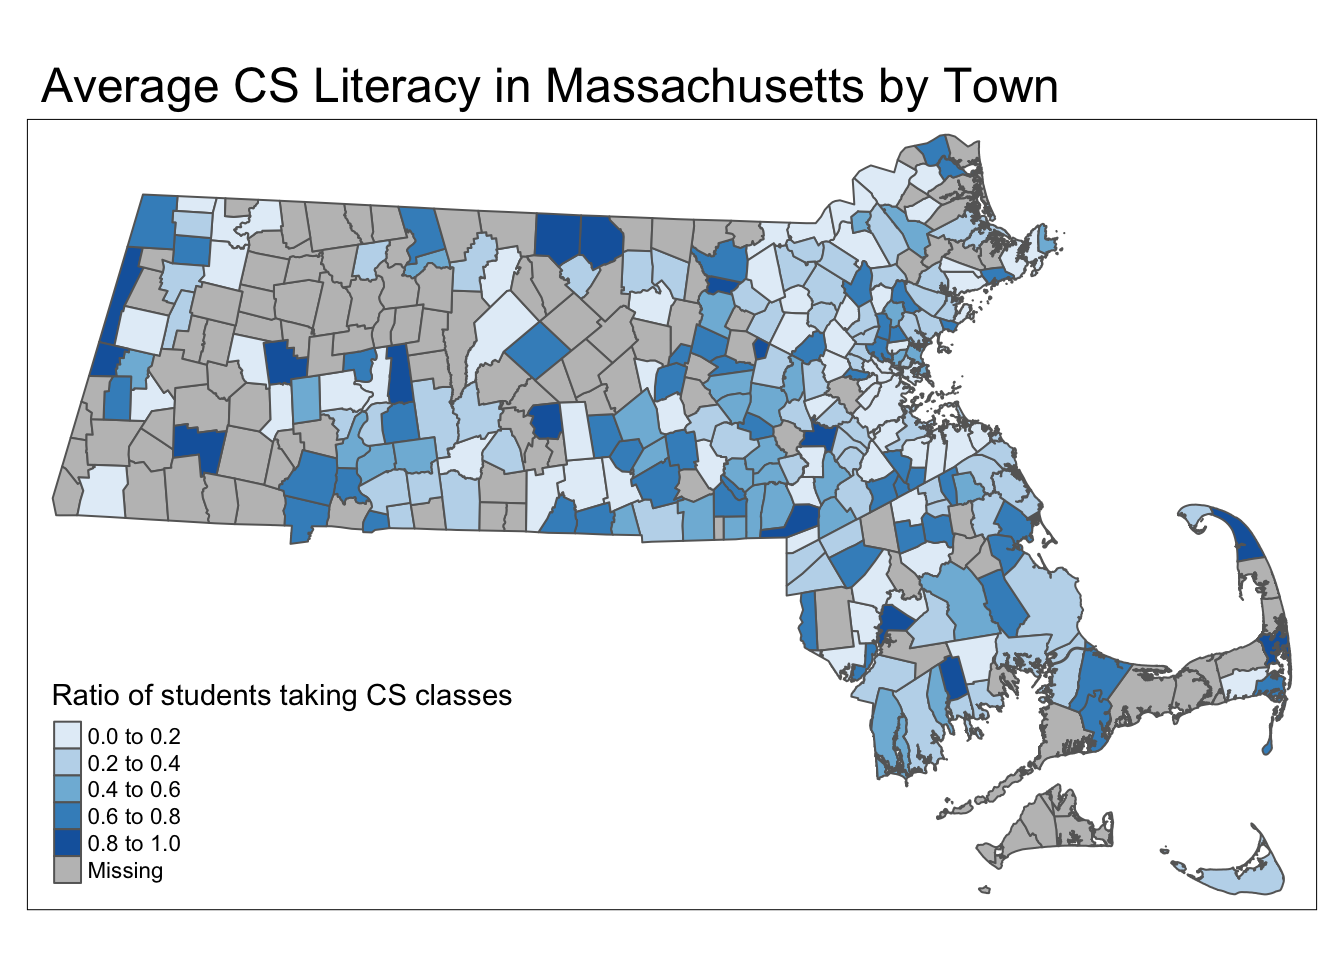 Average CS Literacy in Massachusetts by Town
Ratio of students taking CS classes
0.0 to 0.2
0.2 to 0.4
0.4 to 0.6
0.6 to 0.8
0.8 to 1.0
Missing